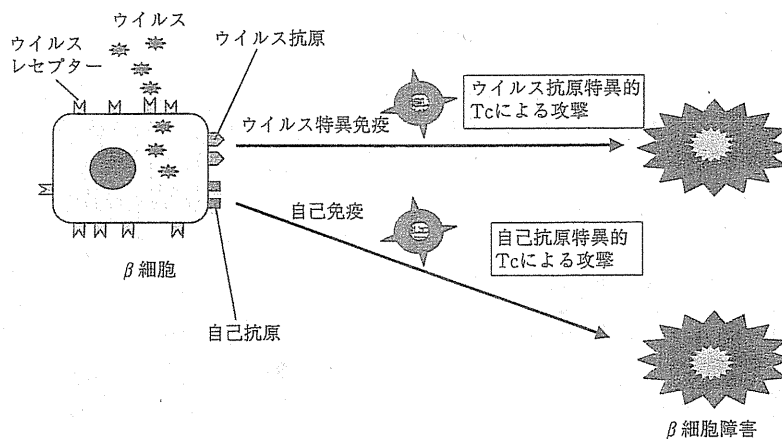 ウイルス
ウイルス
レセプター
ウイルス抗原
ウイルス特異免疫
ウイルス抗原特異的
Tcによる攻撃
自己免疫
自己抗原特異的
Tcによる攻撃
β細胞
自己抗原
β細胞障害